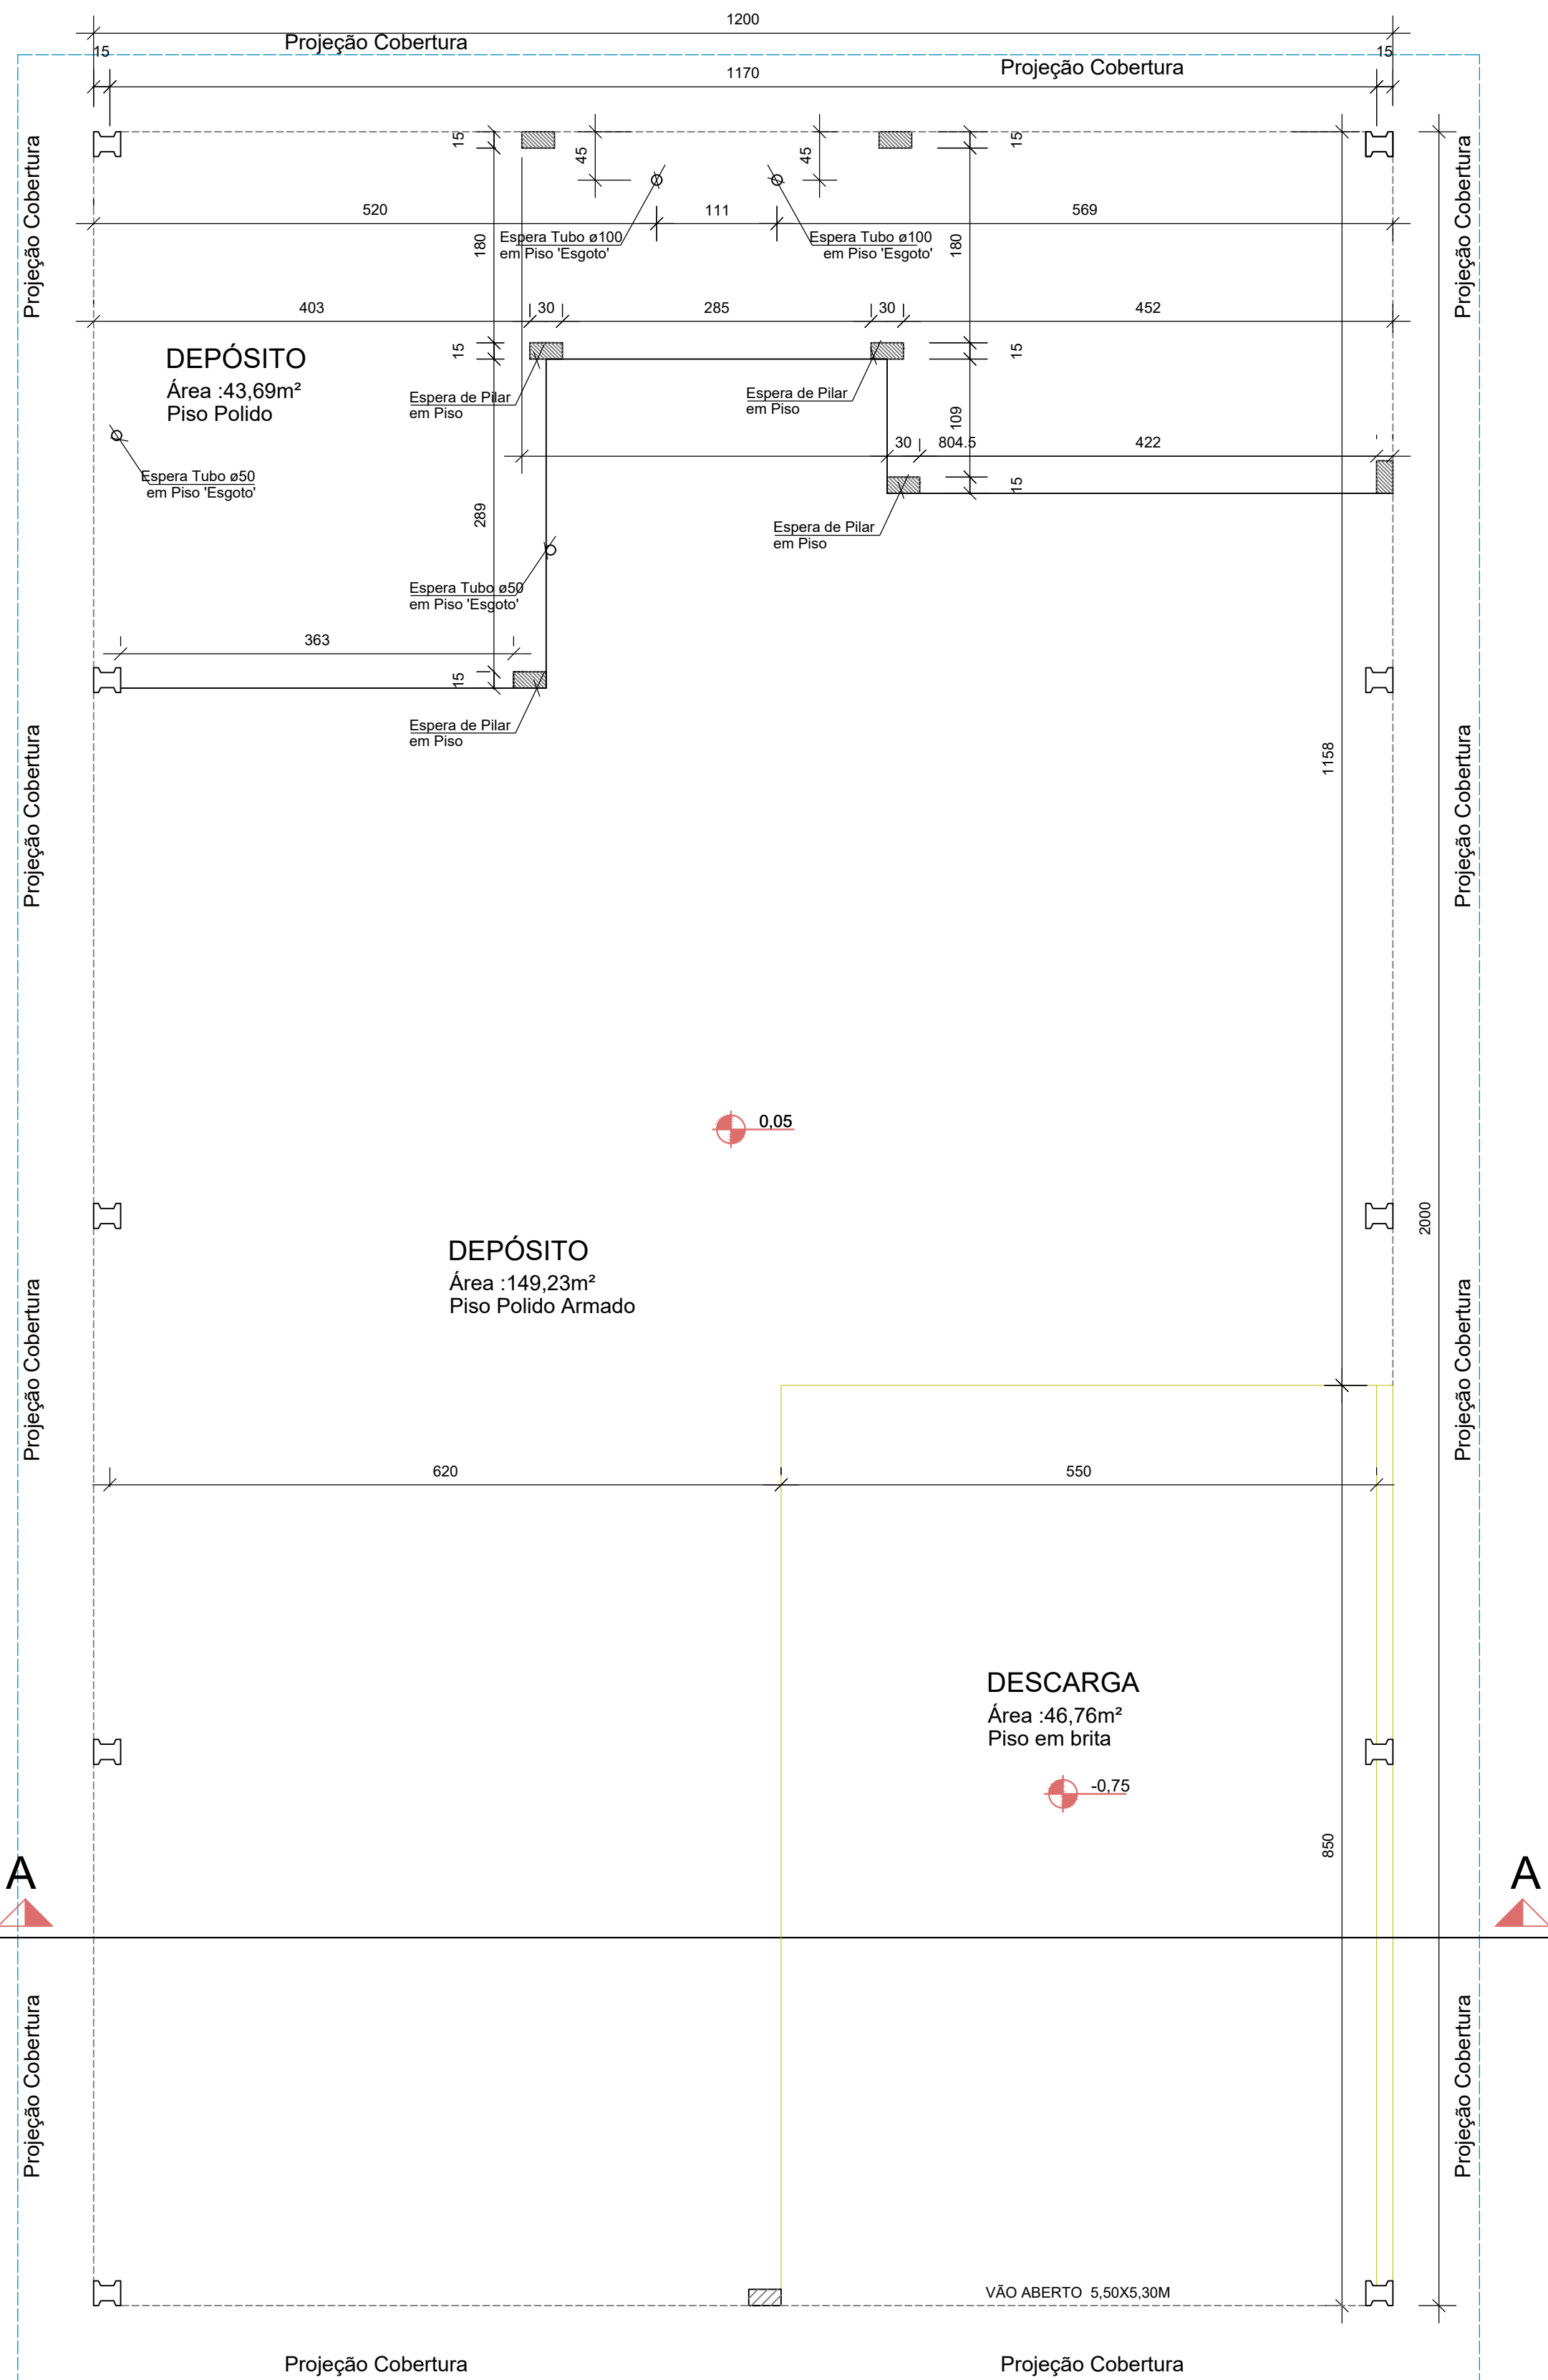 1200
Projeção Cobertura
15
15
1170
Projeção Cobertura
Projeção Cobertura
Projeção Cobertura
15
45
45
15
520
111
569
180
Espera Tubo ø100
em Piso 'Esgoto'
Espera Tubo ø100
em Piso 'Esgoto'
180
403
30
285
30
452
15
15
DEPÓSITO
Área :43,69m²
Piso Polido
Espera de Pilar
em Piso
Espera de Pilar
em Piso
109
30
804.5
422
Espera Tubo ø50
em Piso 'Esgoto'
289
15
Espera de Pilar
em Piso
Espera Tubo ø50
em Piso 'Esgoto'
363
15
Espera de Pilar
em Piso
1158
Projeção Cobertura
Projeção Cobertura
0,05
2000
DEPÓSITO
Área :149,23m²
Piso Polido Armado
Projeção Cobertura
Projeção Cobertura
620
550
DESCARGA
Área :46,76m²
Piso em brita
-0,75
850
A
A
Projeção Cobertura
Projeção Cobertura
VÃO ABERTO 5,50X5,30M
Projeção Cobertura
Projeção Cobertura